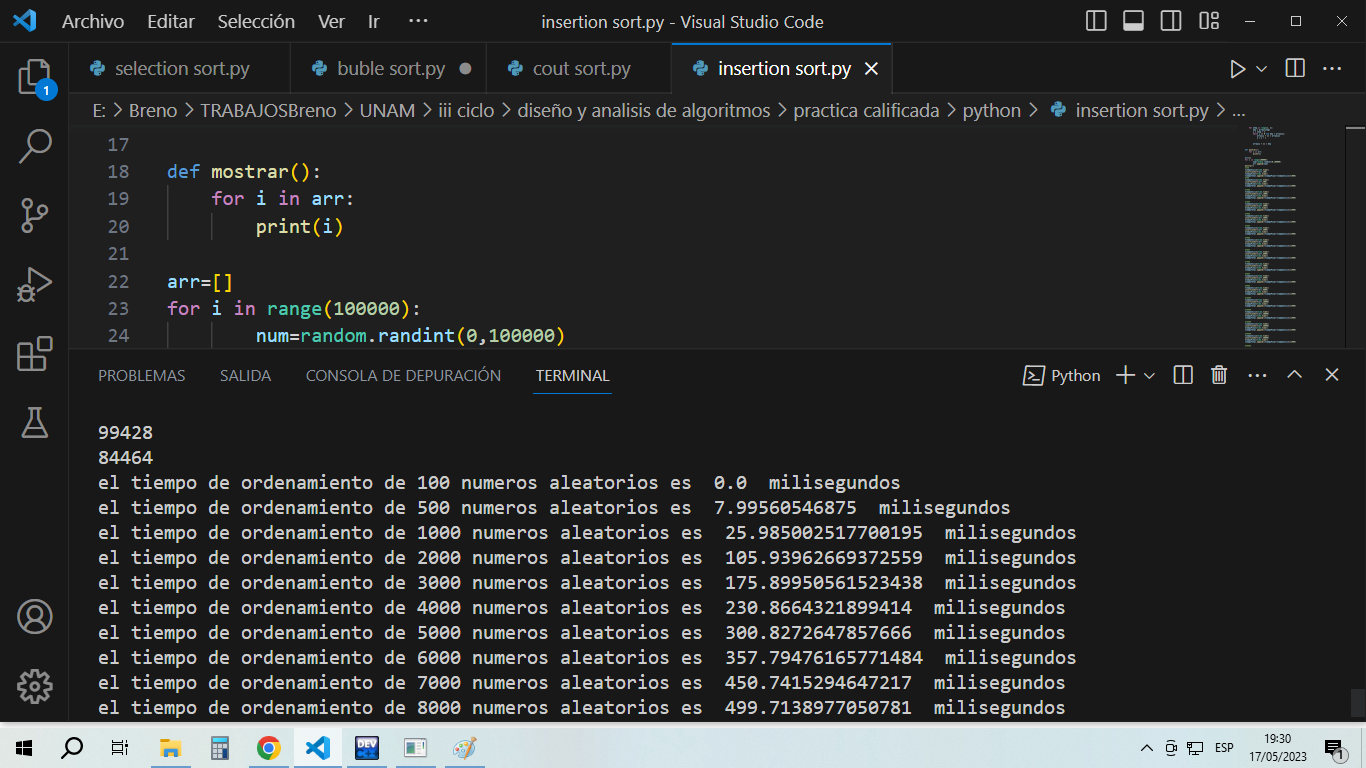 Archivo Editar Selección Ver Ir ··· insertion sort.py - Visual Studio Code
selection sort.py buble sort.py cout sort.py insertion sort.py
E: > Breno > TRABAJOSBreno > UNAM > iii ciclo > diseño y analisis de algoritmos > practica calificada > python > insertion sort.py > ...
1
17
18 def mostrar():
19 for i in arr:
20 print(i)
21
22 arr=[]
23 for i in range(100000):
24 num=random.randint(0,100000)
PROBLEMAS SALIDA CONSOLA DE DEPURACIÓN TERMINAL Python
99428
84464
el tiempo de ordenamiento de 100 numeros aleatorios es 0.0 milisegundos
el tiempo de ordenamiento de 500 numeros aleatorios es 7.99560546875 milisegundos
el tiempo de ordenamiento de 1000 numeros aleatorios es 25.985002517700195 milisegundos
el tiempo de ordenamiento de 2000 numeros aleatorios es 105.93962669372559 milisegundos
el tiempo de ordenamiento de 3000 numeros aleatorios es 175.89950561523438 milisegundos
el tiempo de ordenamiento de 4000 numeros aleatorios es 230.8664321899414 milisegundos
el tiempo de ordenamiento de 5000 numeros aleatorios es 300.8272647857666 milisegundos
el tiempo de ordenamiento de 6000 numeros aleatorios es 357.79476165771484 milisegundos
el tiempo de ordenamiento de 7000 numeros aleatorios es 450.7415294647217 milisegundos
el tiempo de ordenamiento de 8000 numeros aleatorios es 499.7138977050781 milisegundos
DEV
ESP
19:30
17/05/2023
1